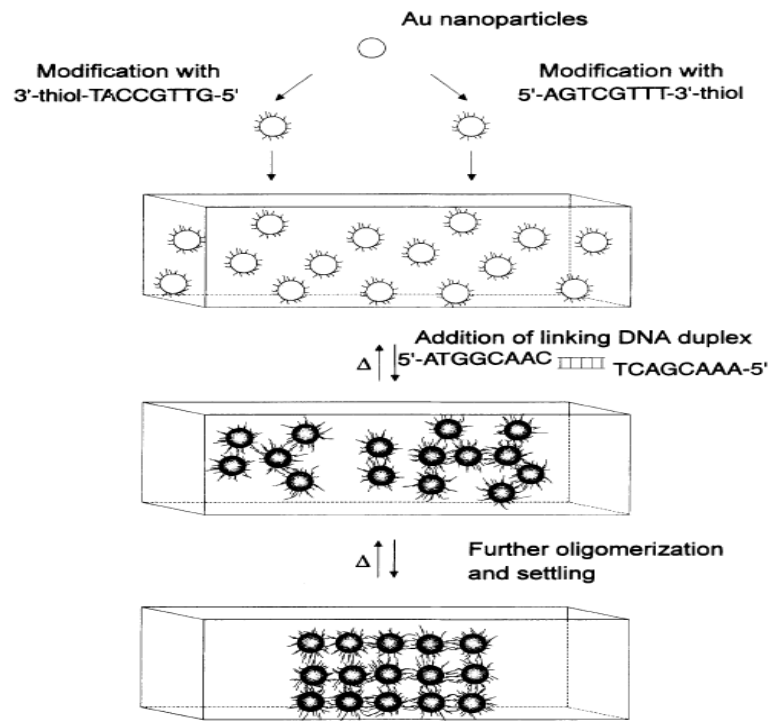 Au nanoparticles
Modification with
3'-thiol-TACCGTTG-5'
Modification with
5'-AGTCGTTT-3'-thiol
Addition of linking DNA duplex
Δ
5'-ATGGCAAC
TCAGCAAA-5'
Δ
Further oligomerization
and settling